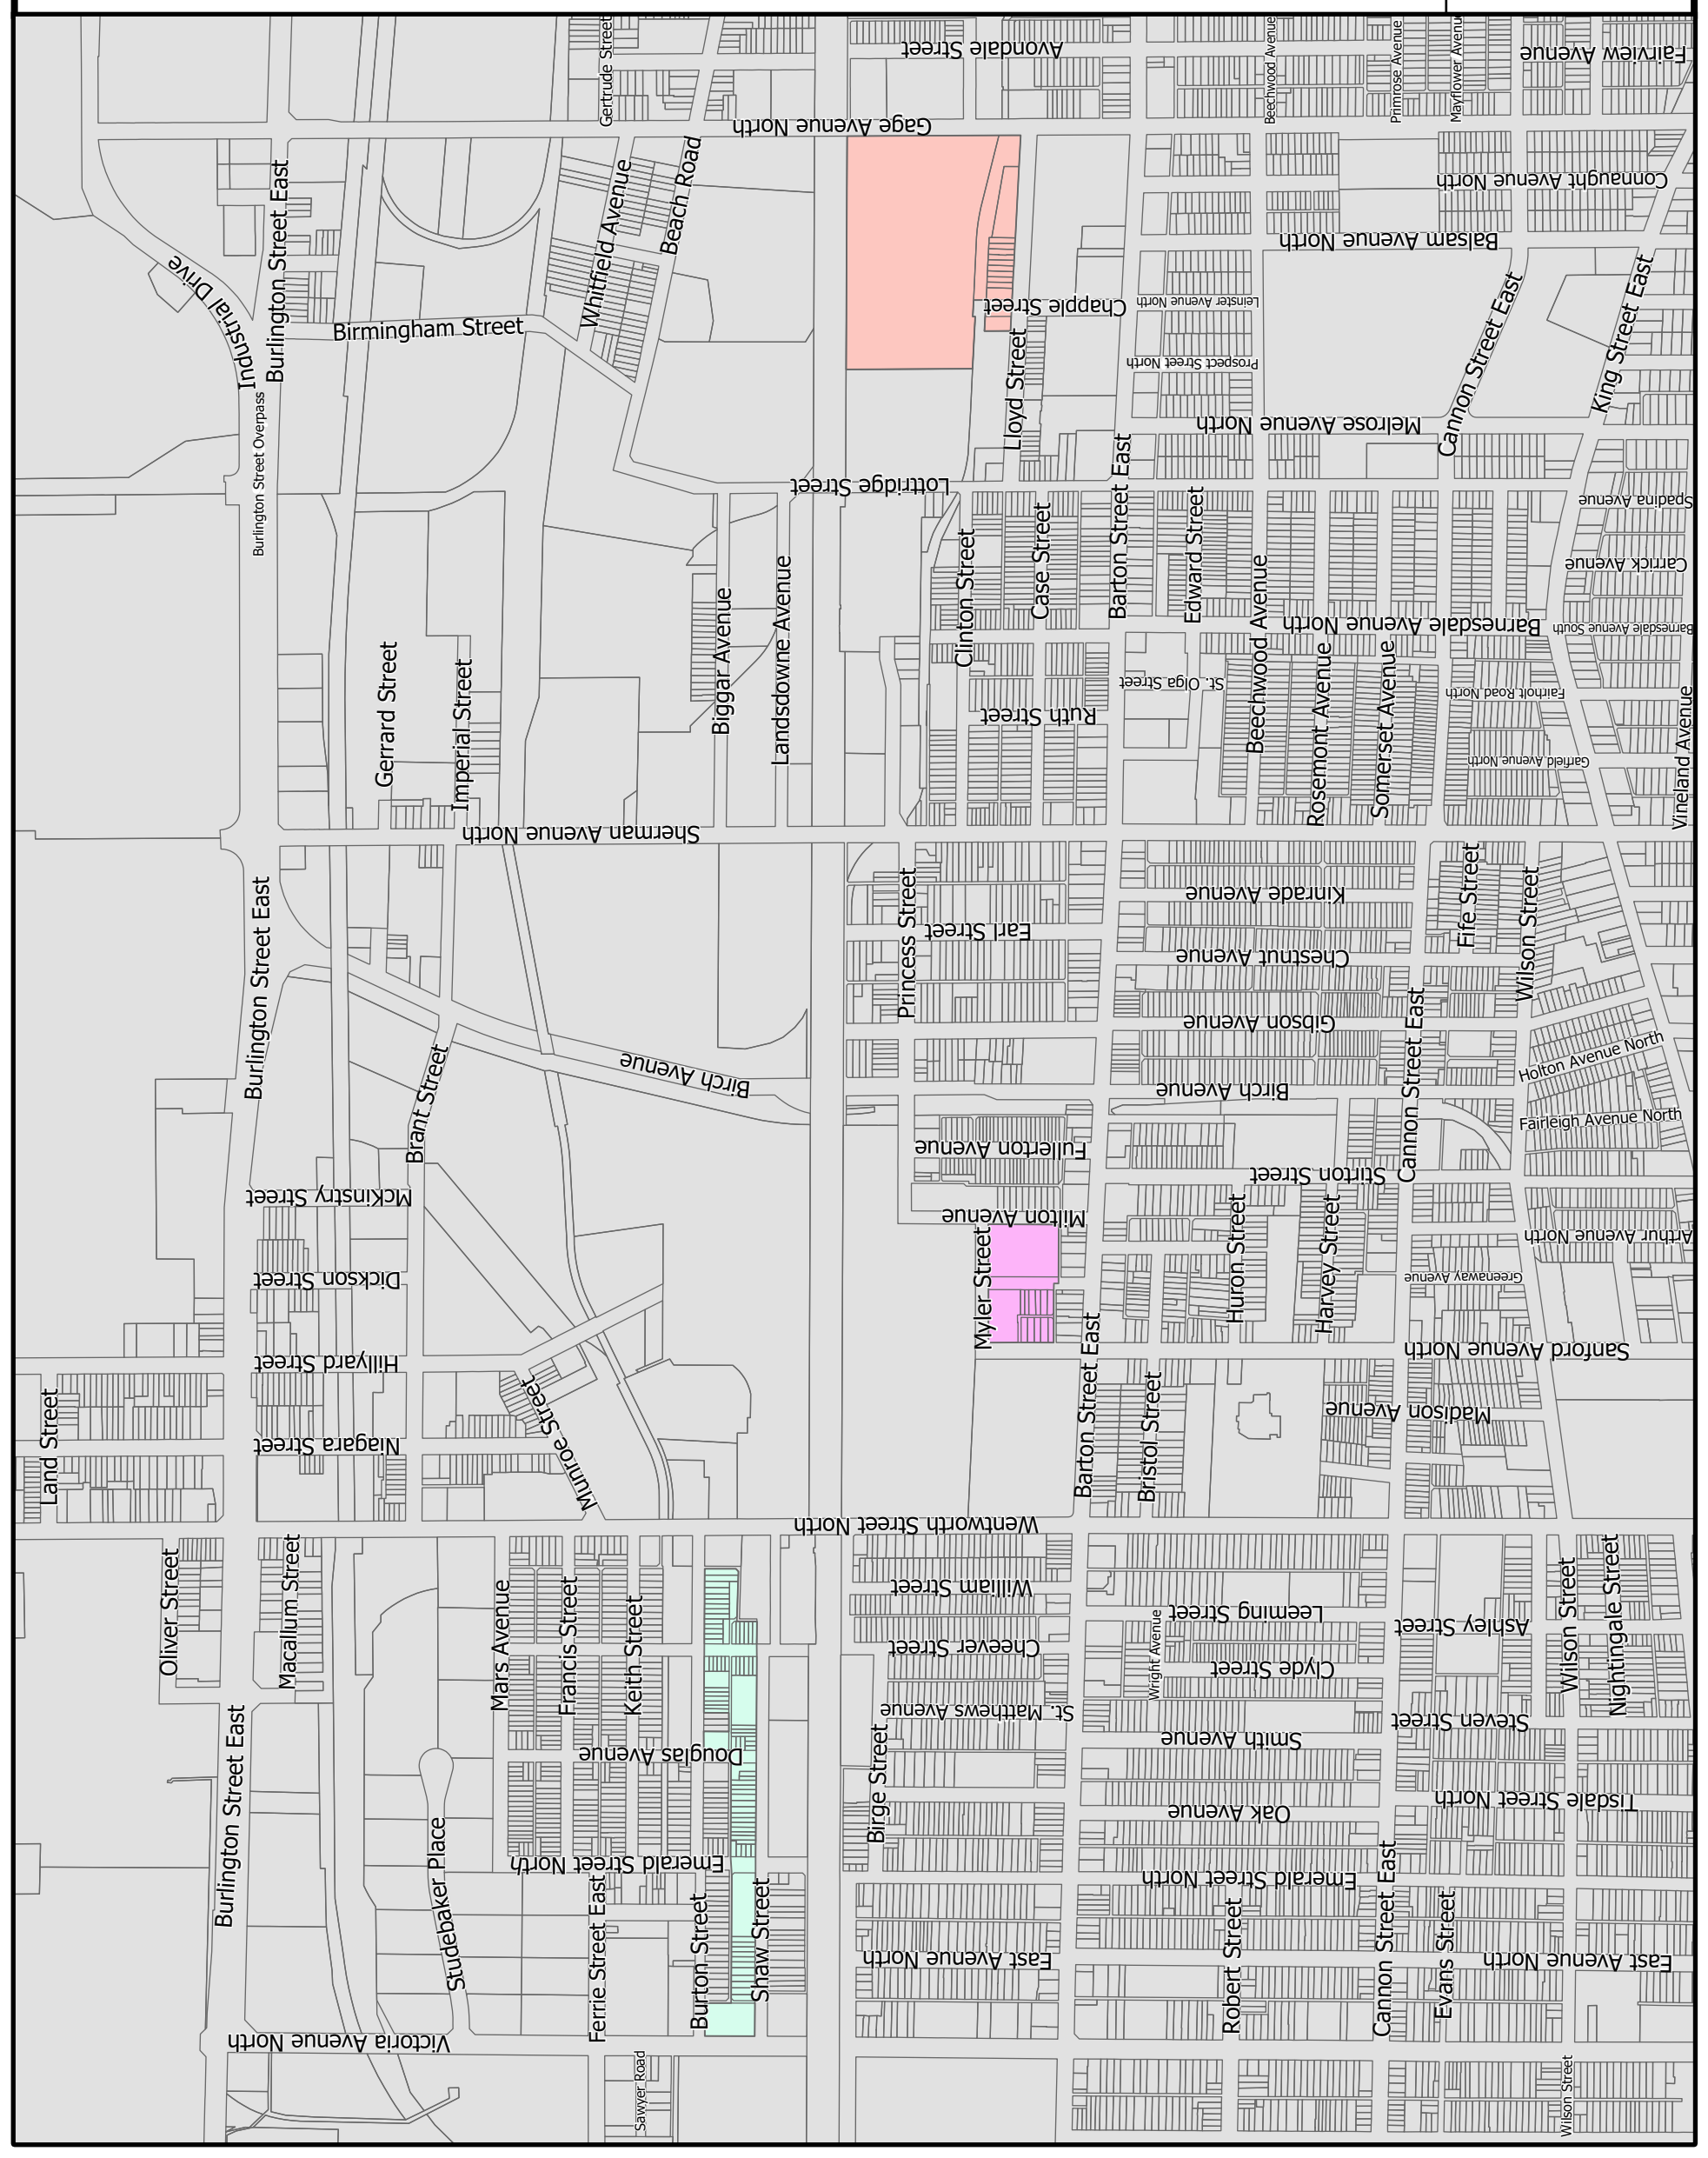 Gertrude Street
Avondale Street
Beechwood Avenue
Primrose Avenue
Mayflower Avenue
Fairview Avenue
Gage Avenue North
Connaught Avenue North
Industrial Drive
Burlington Street East
Whitfield Avenue
Beach Road
Balsam Avenue North
Birmingham Street
Chapple Street
Leinster Avenue North
Cannon Street East
King Street East
Lloyd Street
Prospect Street North
Burlington Street Overpass
Melrose Avenue North
Lottridge Street
Barton Street East
Spadina Avenue
Clinton Street
Case Street
Edward Street
Carrick Avenue
Biggar Avenue
Landsdowne Avenue
Beechwood Avenue
Barnesdale Avenue North
Barnesdale Avenue South
Gerrard Street
Imperial Street
St. Olga Street
Rosemont Avenue
Somerset Avenue
Fairholt Road North
Ruth Street
Garfield Avenue North
Vineland Avenue
Sherman Avenue North
Princess Street
Kinrade Avenue
Fife Street
Wilson Street
Earl Street
Chestnut Avenue
Burlington Street East
Gibson Avenue
Cannon Street East
Holton Avenue North
Birch Avenue
Birch Avenue
Brant Street
Fairleigh Avenue North
Fullerton Avenue
Stirton Street
McKinstry Street
Milton Avenue
Huron Street
Harvey Street
Arthur Avenue North
Dickson Street
Myler Street
Greenaway Avenue
Hillyard Street
Barton Street East
Sanford Avenue North
Land Street
Munroe Street
Bristol Street
Madison Avenue
Niagara Street
Wentworth Street North
Oliver Street
Macallum Street
Mars Avenue
Francis Street
Keith Street
William Street
Wright Avenue
Leeming Street
Ashley Street
Wilson Street
Nightingale Street
Cheever Street
Clyde Street
St. Matthews Avenue
Steven Street
Burlington Street East
Douglas Avenue
Birge Street
Smith Avenue
Oak Avenue
Tisdale Street North
Studebaker Place
Emerald Street North
Emerald Street North
Ferrie Street East
Burton Street
Shaw Street
East Avenue North
Robert Street
Cannon Street East
Evans Street
East Avenue North
Victoria Avenue North
Sawyer Road
Wilson Street